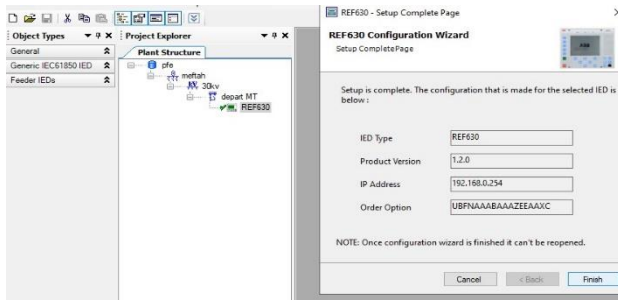 Object Types
General
Generic IEC61850 IED
Feeder IEDs
Project Explorer
Plant Structure
pfe
meftah
30kv
depart MT
REF630
REF630 - Setup Complete Page
REF630 Configuration
Wizard
Setup CompletePage
ABB
Setup is complete. The configuration that is made for the selected IED is
below :
IED Type REF630
Product Version 1.2.0
IP Address 192.168.0.254
Order Option UBFNAAABAAAZEEAAXC
NOTE: Once configuration wizard is finished it can't be reopened.
Cancel < Back Finish